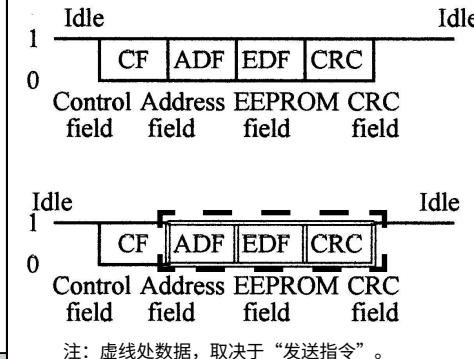 Idle Idle
1
CF ADF EDF CRC
0
Control Address EEPROM CRC
field field field field
Idle Idle
1
CF ADF EDF CRC
0
Control Address EEPROM CRC
field field field field
注：虚线处数据，取决于“发送指令”。